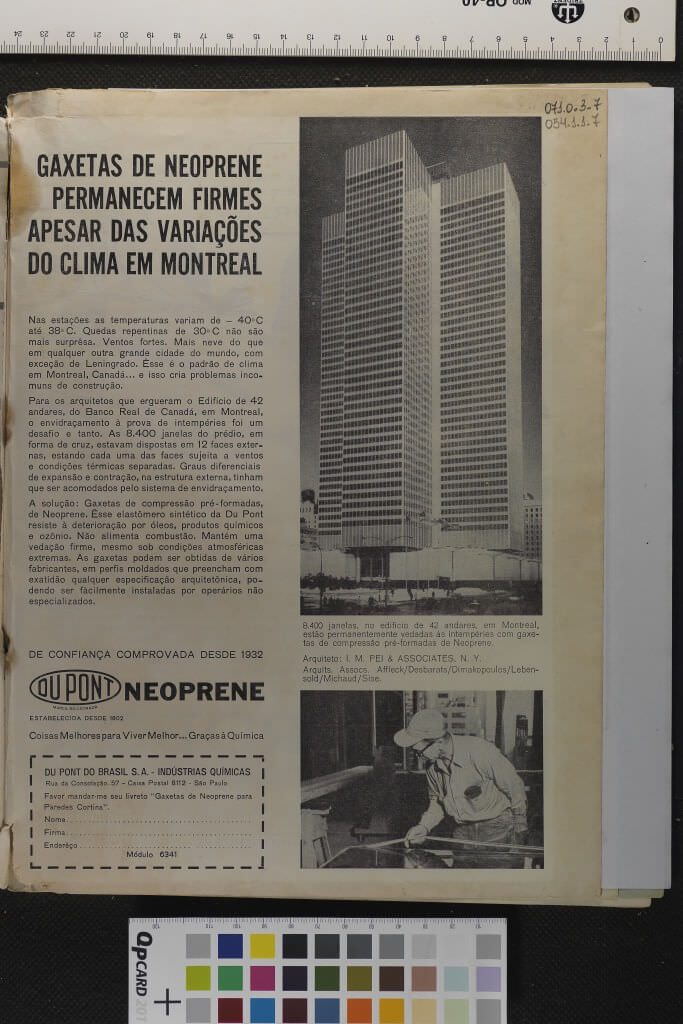 071.0.3-7
054.1.1.7
GAXETAS DE NEOPRENE
PERMANECEM FIRMES
APESAR DAS VARIAÇÕES
DO CLIMA EM MONTREAL
Nas estações as temperaturas variam de — 40°C
até 38°C. Quedas repentinas de 30°C não são
mais surprêsa. Ventos fortes. Mais neve do que
em qualquer outra grande cidade do mundo, com
exceção de Leningrado. Êsse é o padrão de clima
em Montreal, Canadá... e isso cria problemas inco-
muns de construção.
Para os arquitetos que ergueram o Edifício de 42
andares, do Banco Real de Canadá, em Montreal,
o envidraçamento à prova de intempéries foi um
desafio e tanto. As 8.400 janelas do prédio, em
forma de cruz, estavam dispostas em 12 faces exter-
nas, estando cada uma das faces sujeita a ventos
e condições térmicas separadas. Graus diferenciais
de expansão e contração, na estrutura externa, tinham
que ser acomodados pelo sistema de envidraçamento.
A solução: Gaxetas de compressão pré-formadas,
de Neoprene. Êsse elastômero sintético da Du Pont
resiste à deterioração por óleos, produtos químicos
e ozônio. Não alimenta combustão. Mantém uma
vedação firme, mesmo sob condições atmosféricas
extremas. As gaxetas podem ser obtidas de vários
fabricantes, em perfis moldados que preencham com
exatidão qualquer especificação arquitetônica, po-
dendo ser fàcilmente instaladas por operários não
especializados.
DE CONFIANÇA COMPROVADA DESDE 1932
DU PONT NEOPRENE
MARCA REGISTRADA
ESTABELECIDA DESDE 1802
Coisas Melhores para Viver Melhor... Graças à Química
DU PONT DO BRASIL S.A. - INDÚSTRIAS QUÍMICAS
Rua da Consolação, 57 - Caixa Postal 8112 - São Paulo
Favor mandar-me seu livreto "Gaxetas de Neoprene para
Paredes Cortina".
Nome
Firma
Enderêço
Módulo 6341
8.400 janelas, no edifício de 42 andares, em Montreal,
estão permanentemente vedadas às intempéries com gaxe-
tas de compressão pré-formadas de Neoprene.
Arquiteto: I. M. PEI & ASSOCIATES, N. Y.
Arquits. Assocs. Affleck/Desbarats/Dimakopoulos/Leben-
sold/Michaud/Sise.
OpCARD 201